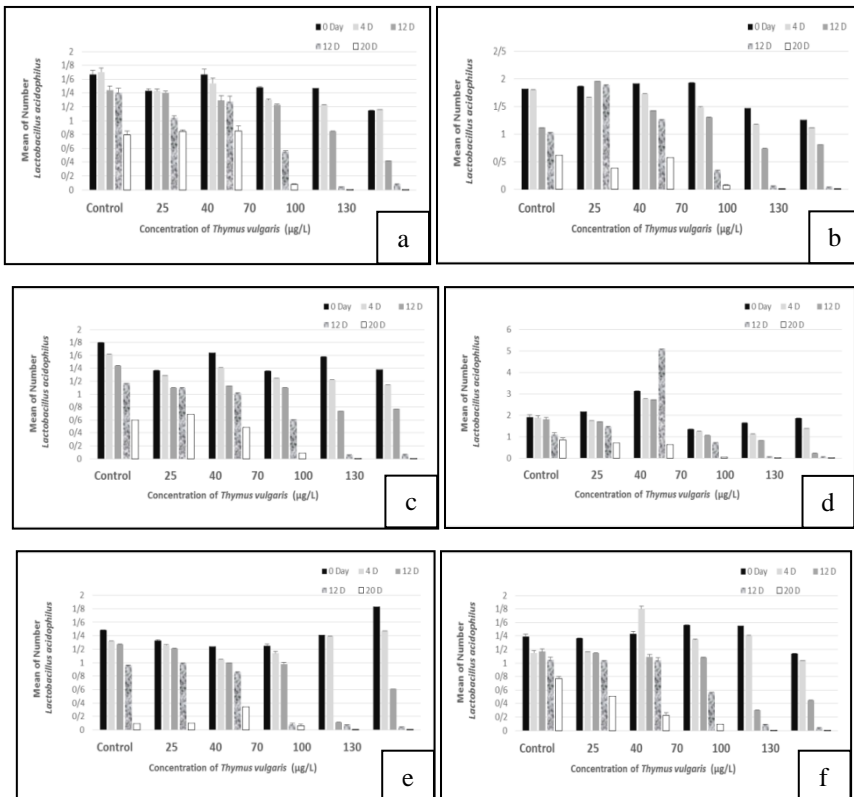 ■ 0 Day ■ 4 D ■ 12 D
■ 12 D □ 20 D
Mean of Number
Lactobacillus acidophilus
2
1/8
1/6
1/4
1/2
1
0/8
0/6
0/4
0/2
0
Control 25 40 70 100 130
Concentration of Thymus vulgaris (µg/L)
a
■ 0 Day ■ 4 D ■ 12 D
■ 12 D □ 20 D
Mean of Number
Lactobacillus acidophilus
2/5
2
1/5
1
0/5
0
Control 25 40 70 100 130
Concentration of Thymus vulgaris (µg/L)
b
■ 0 Day ■ 4 D ■ 12 D
■ 12 D □ 20 D
Mean of Number
Lactobacillus acidophilus
2
1/8
1/6
1/4
1/2
1
0/8
0/6
0/4
0/2
0
Control 25 40 70 100 130
Concentration of Thymus vulgaris (µg/L)
c
■ 0 Day ■ 4 D ■ 12 D
■ 12 D □ 20 D
Mean of Number
Lactobacillus acidophilus
6
5
4
3
2
1
0
Control 25 40 70 100 130
Concentration of Thymus vulgaris (µg/L)
d
■ 0 Day ■ 4 D ■ 12 D
■ 12 D □ 20 D
Mean of Number
Lactobacillus acidophilus
2
1/8
1/6
1/4
1/2
1
0/8
0/6
0/4
0/2
0
Control 25 40 70 100 130
Concentration of Thymus vulgaris (µg/L)
e
■ 0 Day ■ 4 D ■ 12 D
■ 12 D □ 20 D
Mean of Number
Lactobacillus acidophilus
2
1/8
1/6
1/4
1/2
1
0/8
0/6
0/4
0/2
0
Control 25 40 70 100 130
Concentration of Thymus vulgaris (µg/L)
f